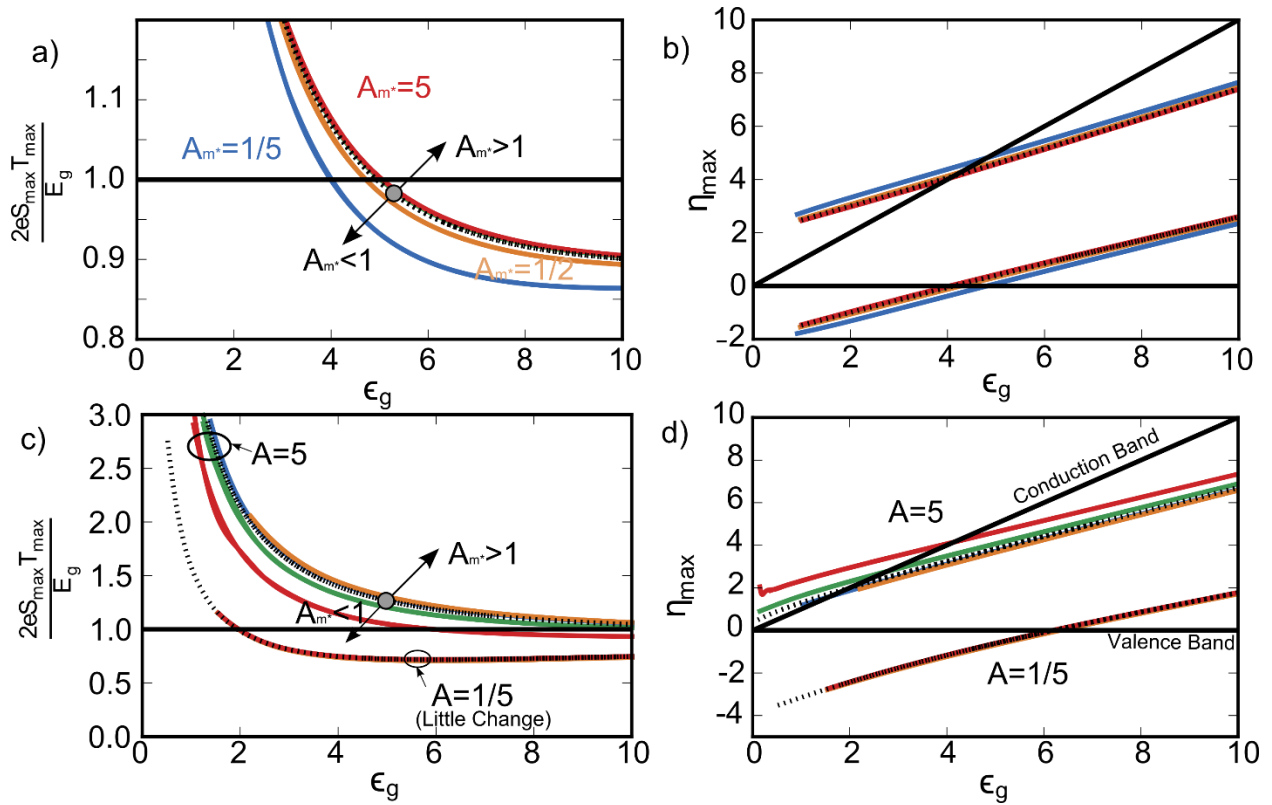 a)
2eS_max T_max
E_g
1.1
1.0
0.9
0.8
A_m*=5
A_m*=1/5
A_m*>1
A_m*<1
A_m*=1/2
0 2 4 6 8 10
ϵ_g
b)
η_max
10
8
6
4
2
0
−2
0 2 4 6 8 10
ϵ_g
c)
2eS_max T_max
E_g
3.0
2.5
2.0
1.5
1.0
0.5
0.0
A=5
A_m*>1
A_m*<1
A=1/5
(Little Change)
0 2 4 6 8 10
ϵ_g
d)
η_max
10
8
6
4
2
0
-2
-4
Conduction Band
A=5
Valence Band
A=1/5
0 2 4 6 8 10
ϵ_g